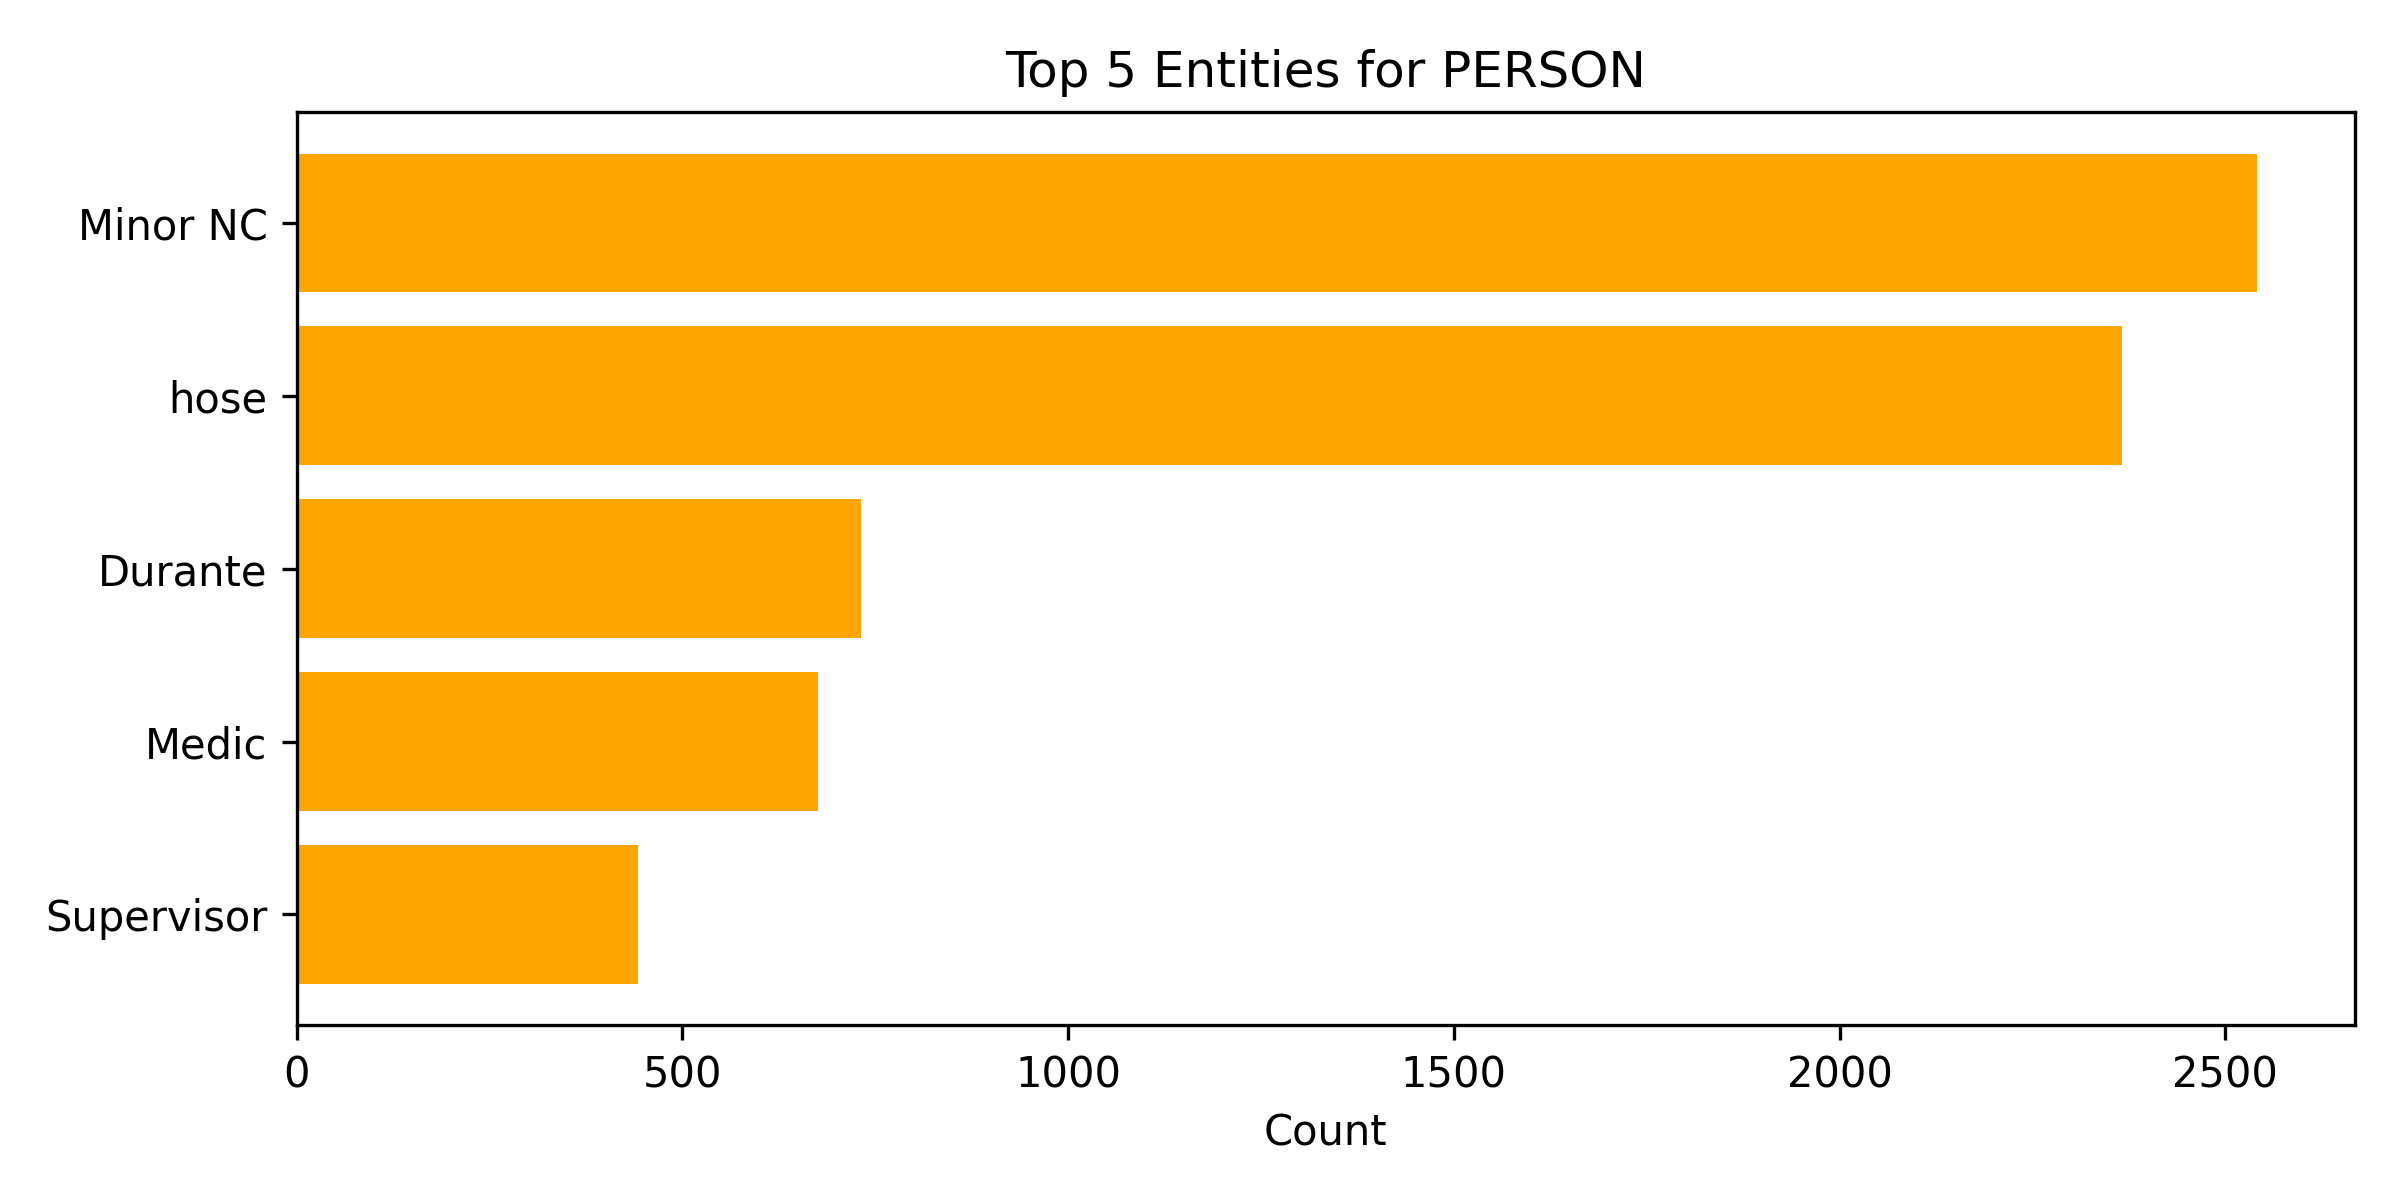 Top 5 Entities for PERSON
Minor NC
hose
Durante
Medic
Supervisor
0 500 1000 1500 2000 2500
Count